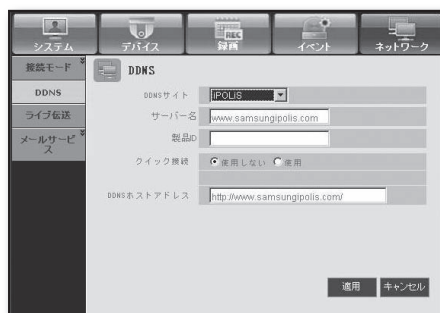 システム デバイス 録画 イベント ネットワーク
REC
接続モード
DDNS
ライブ伝送
メールサービス
DDNS
DDNSサイト iPOLiS
サーバー名 www.samsungipolis.com
製品ID
クイック接続 使用しない 使用
DDNSホストアドレス http://www.samsungipolis.com/
適用 キャンセル